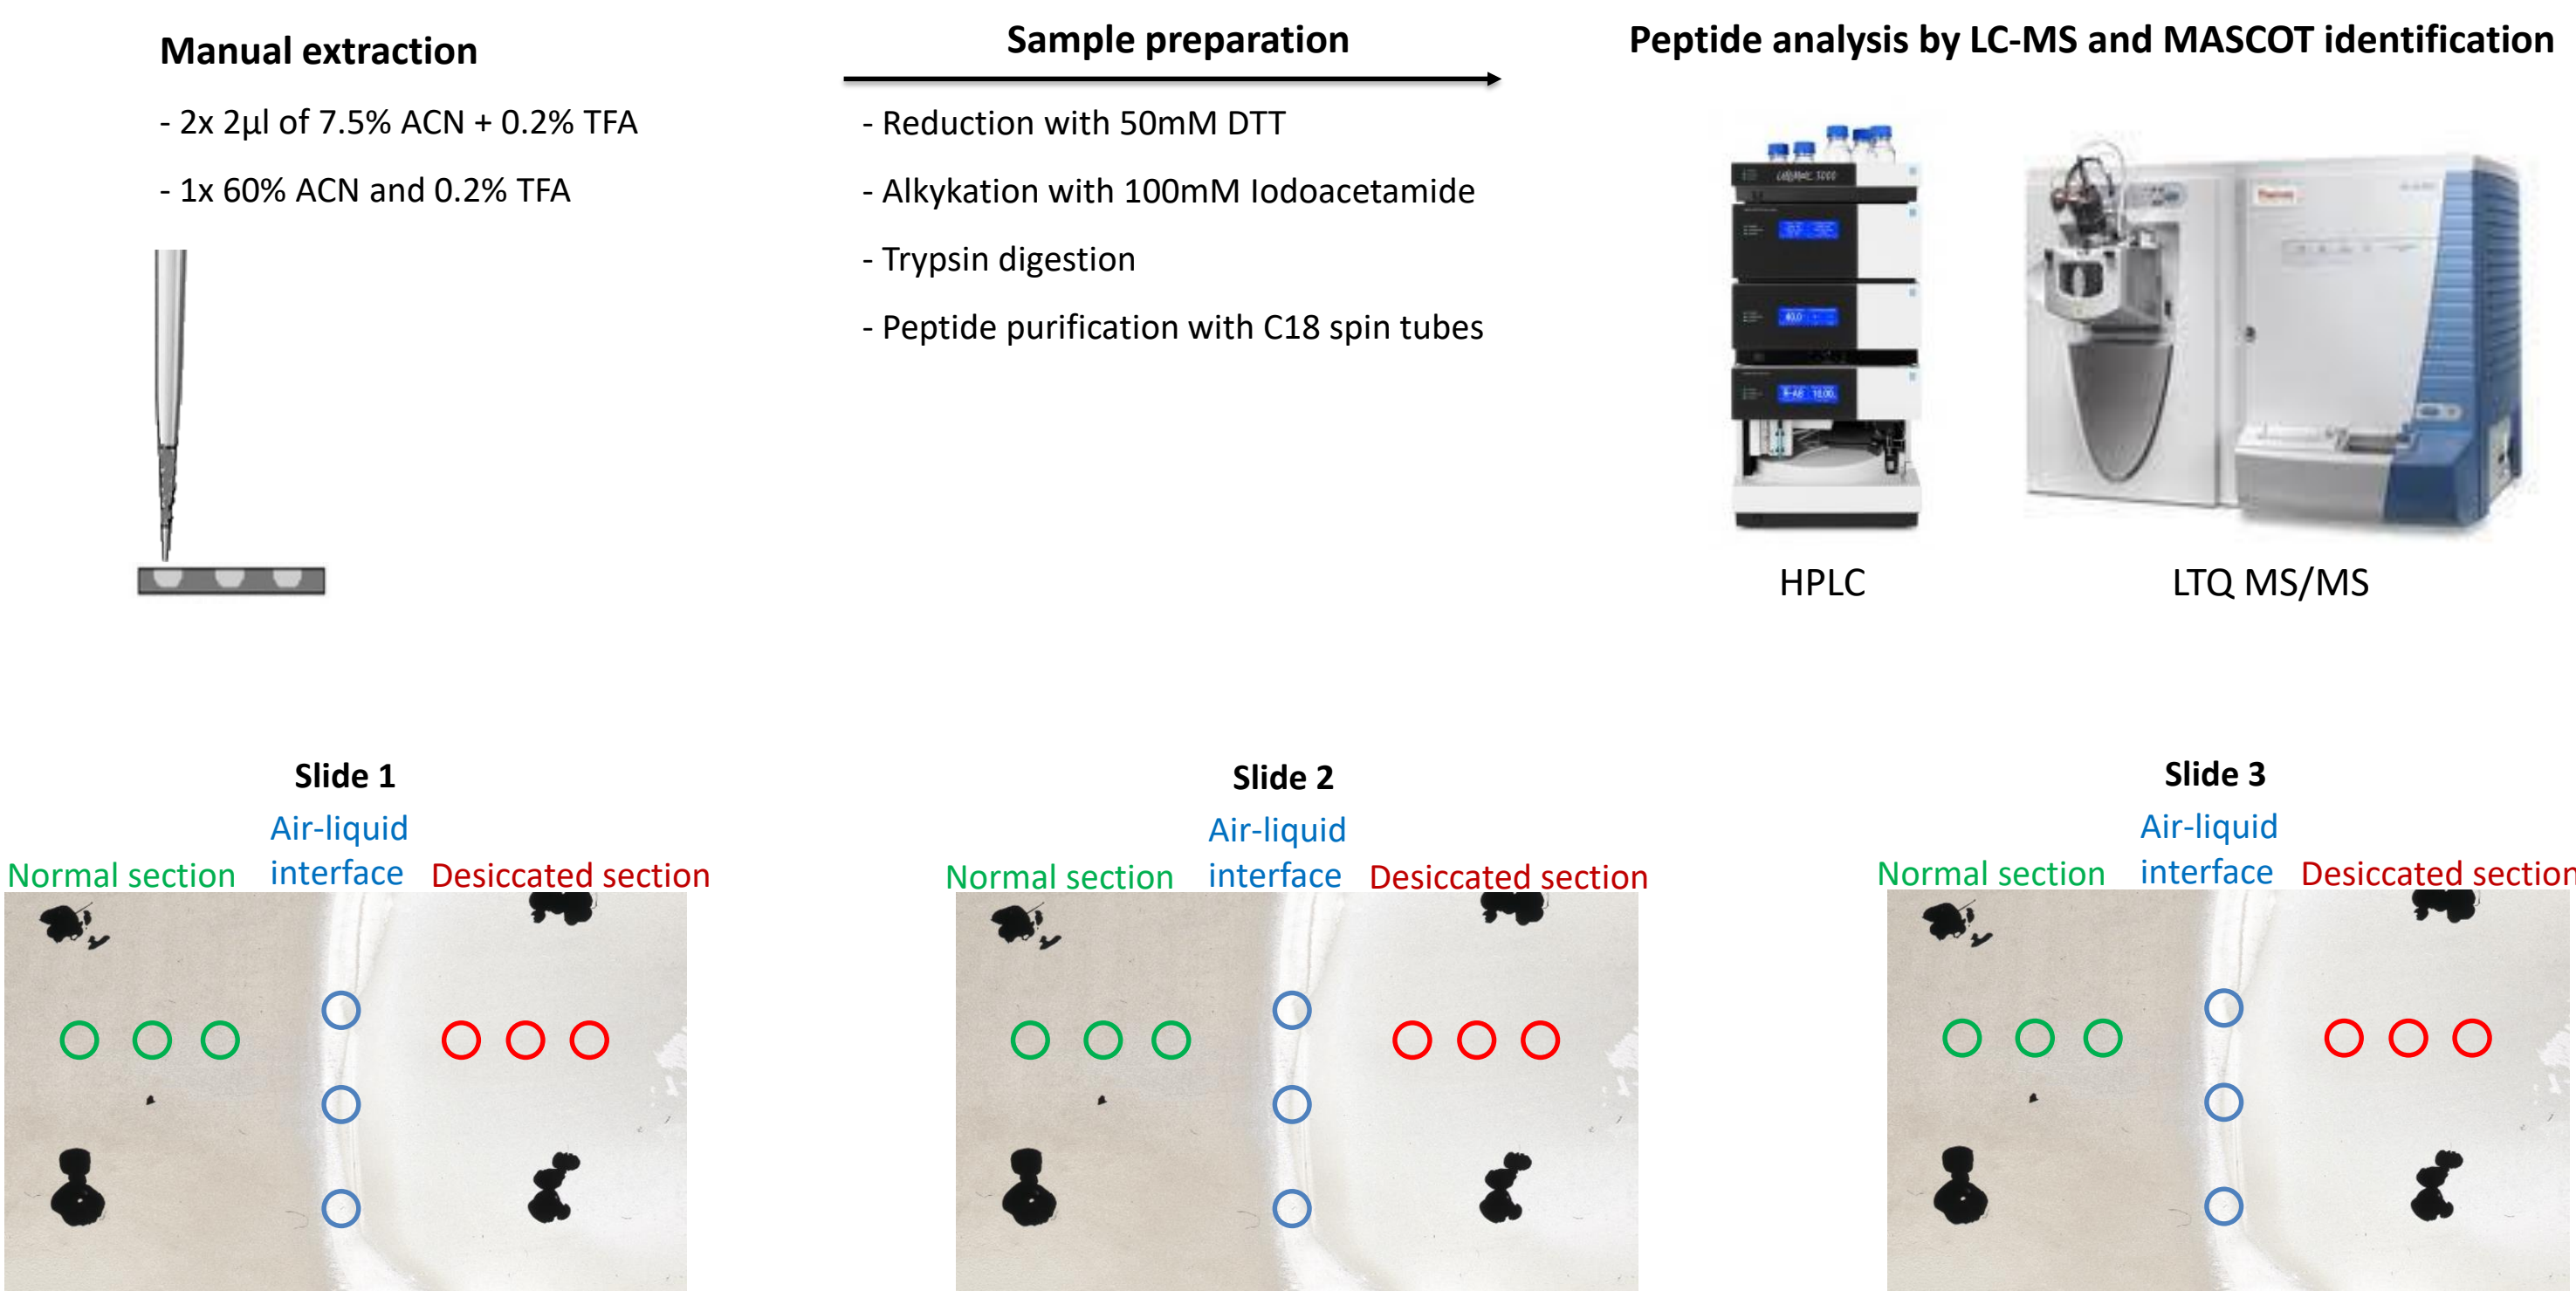 Manual extraction
- 2x 2µl of 7.5% ACN + 0.2% TFA
- 1x 60% ACN and 0.2% TFA
Sample preparation
- Reduction with 50mM DTT
- Alkykation with 100mM Iodoacetamide
- Trypsin digestion
- Peptide purification with C18 spin tubes
Peptide analysis by LC-MS and MASCOT identification
HPLC
LTQ MS/MS
Slide 1
Air-liquid
interface
Normal section
Desiccated section
Slide 2
Air-liquid
interface
Normal section
Desiccated section
Slide 3
Air-liquid
interface
Normal section
Desiccated section